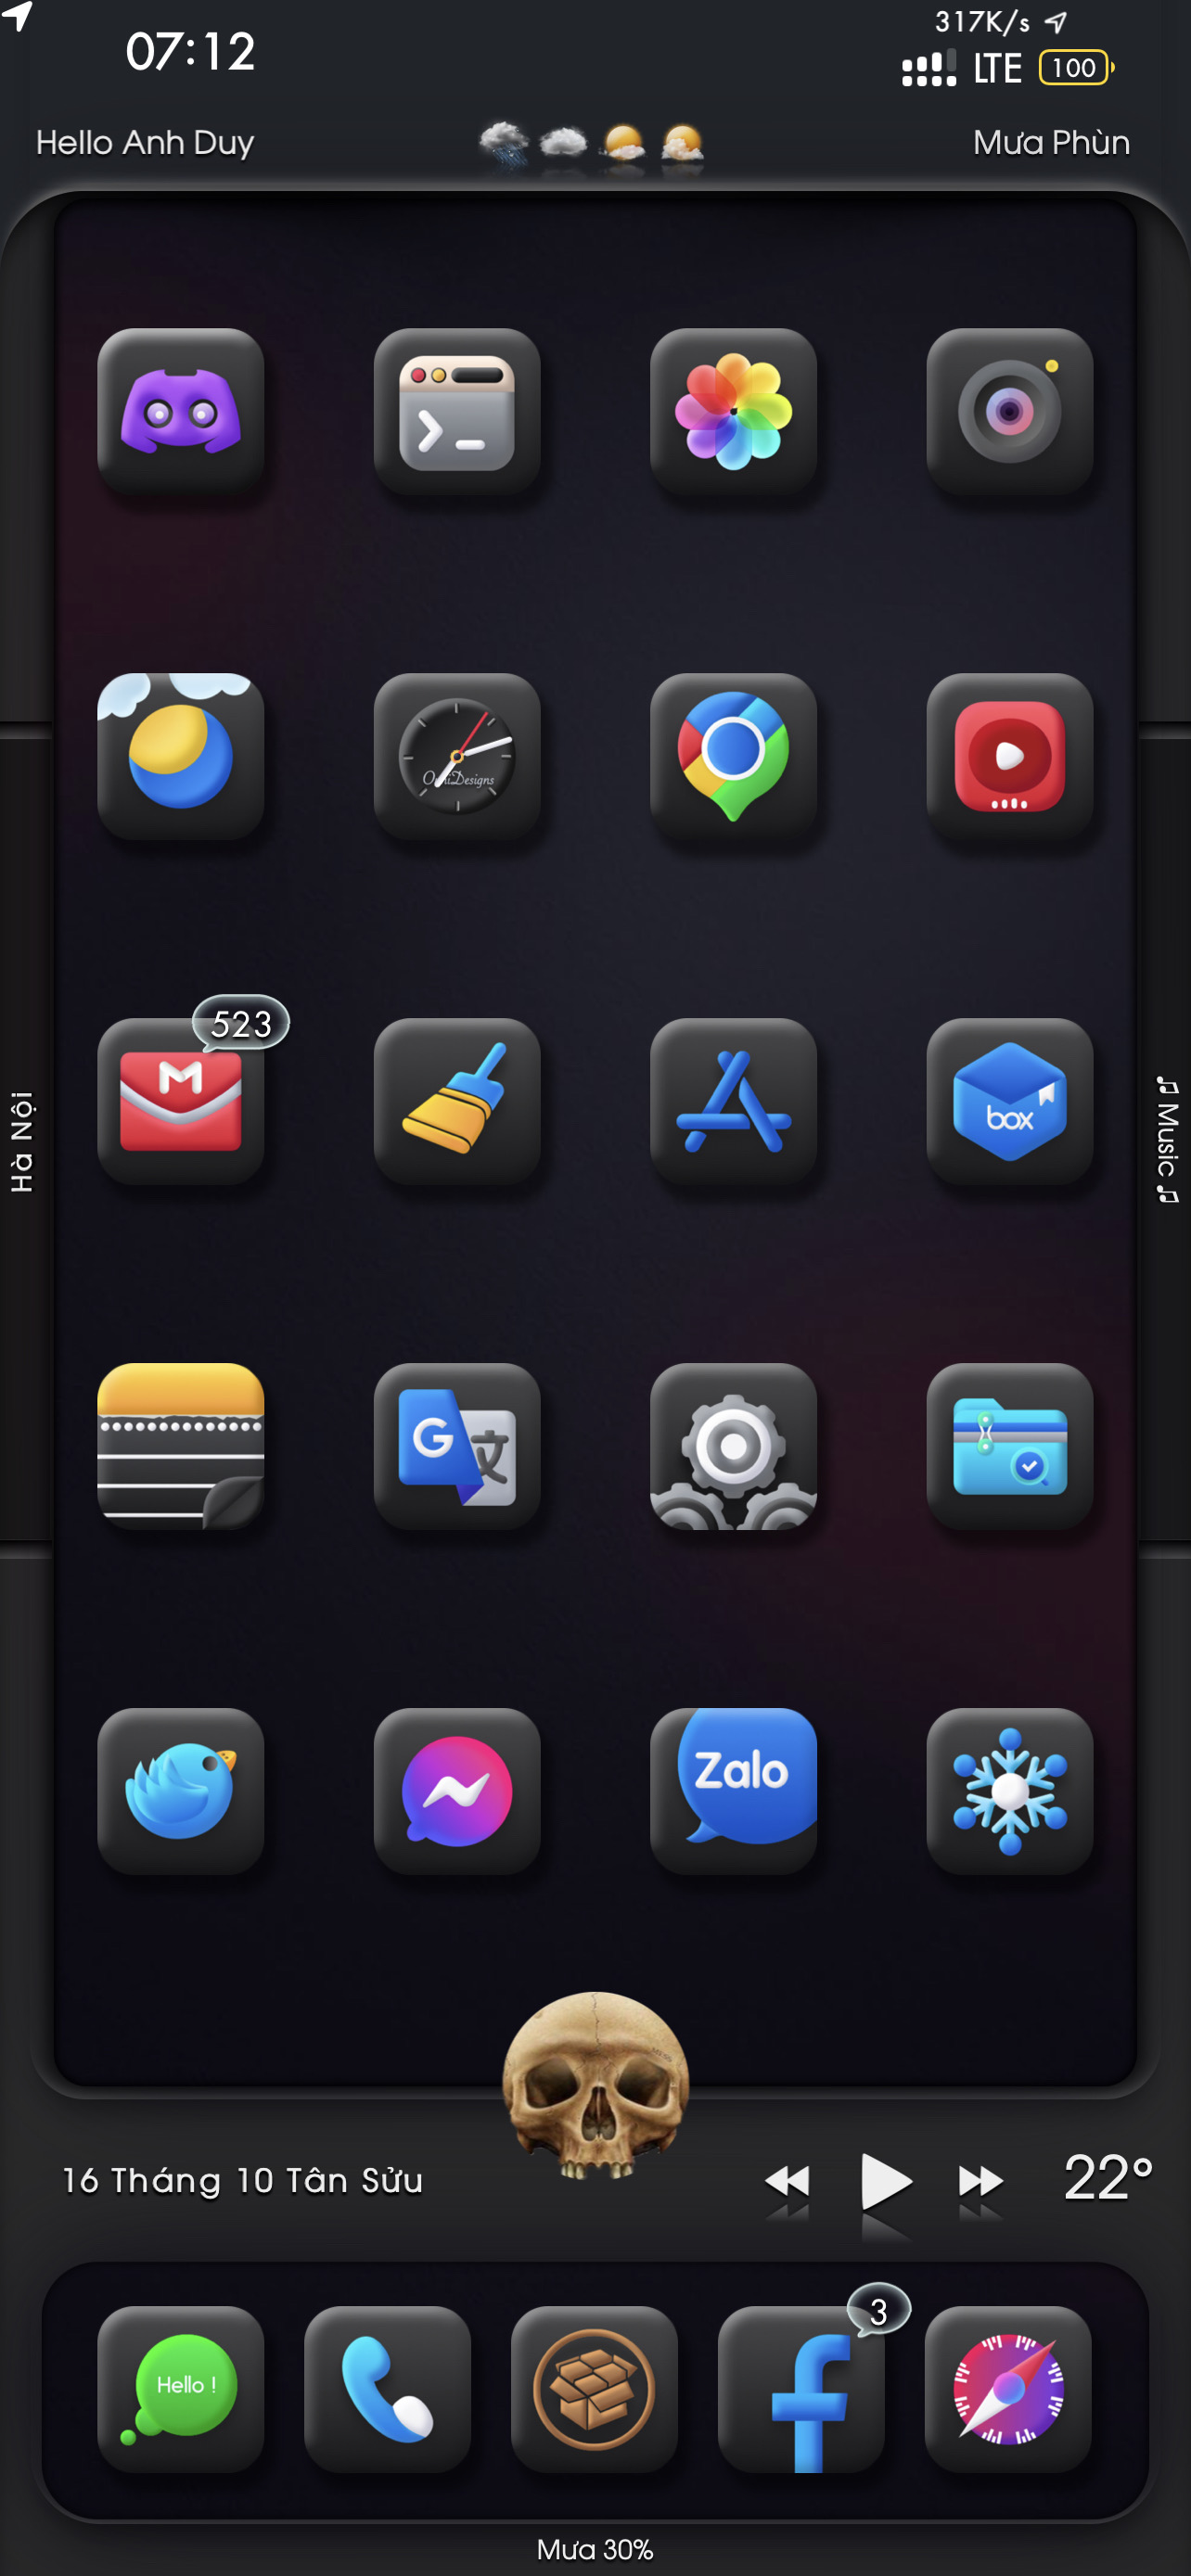 317K/s
07:12
LTE 100
Hello Anh Duy
Mưa Phùn
OmniDesigns
523
M
box
Hà Nội
♫ Music ♫
G 文
Zalo
16 Tháng 10 Tân Sửu
22°
Hello !
3
Mưa 30%